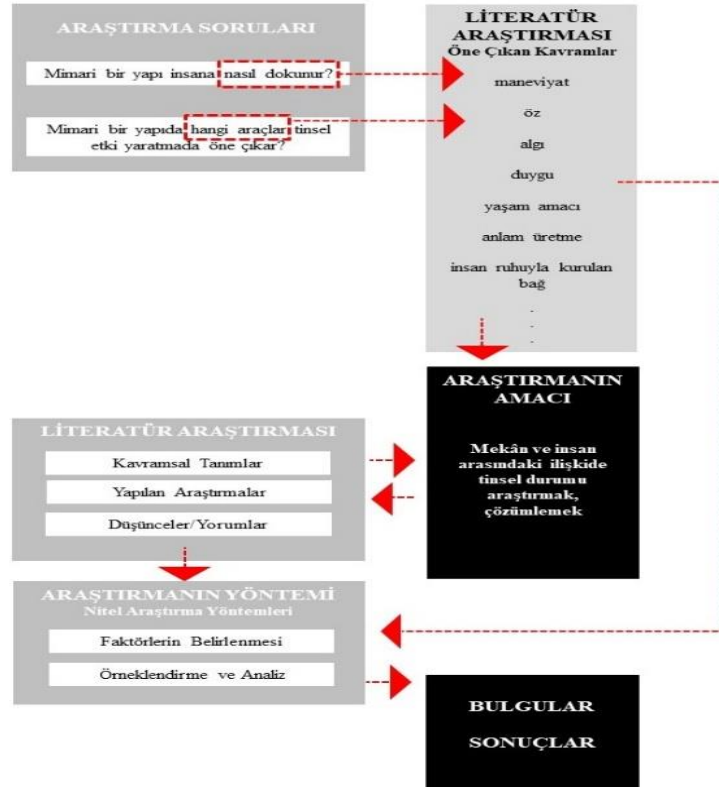 ARAŞTIRMA SORULARI
Mimari bir yapı insana nasıl dokunur?
Mimari bir yapıda hangi araçlar tinsel
etki yaratmada öne çıkar?
LİTERATÜR
ARAŞTIRMASI
Öne Çıkan Kavramlar
maneviyat
öz
algı
duygu
yaşam amacı
anlam üretme
insan ruhuyla kurulan
bağ
.
.
.
ARAŞTIRMANIN
AMACI
Mekân ve insan
arasındaki ilişkide
tinsel durumu
araştırmak,
çözümlemek
LİTERATÜR ARAŞTIRMASI
Kavramsal Tanımlar
Yapılan Araştırmalar
Düşünceler/Yorumlar
ARAŞTIRMANIN YÖNTEMİ
Nitel Araştırma Yöntemleri
Faktörlerin Belirlenmesi
Örneklendirme ve Analiz
BULGULAR
SONUÇLAR